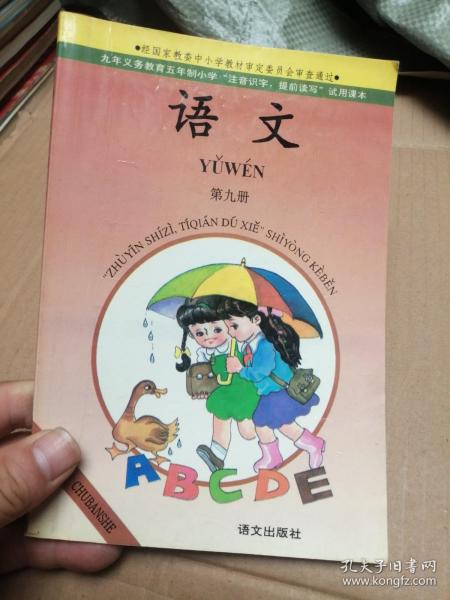 ●经国家教委中小学教材审定委员会审查通过●
九年义务教育五年制小学“注音识字,提前读写”试用课本
语文
YǓWÉN
第九册
"ZHÙYĪN SHÍZÌ, TÍQIÁN DÚ XIĚ" SHÌYÒNG KÈBĚN
ABCDE
CHUBANSHE
语文出版社
孔夫子旧书网
www.kongfz.com